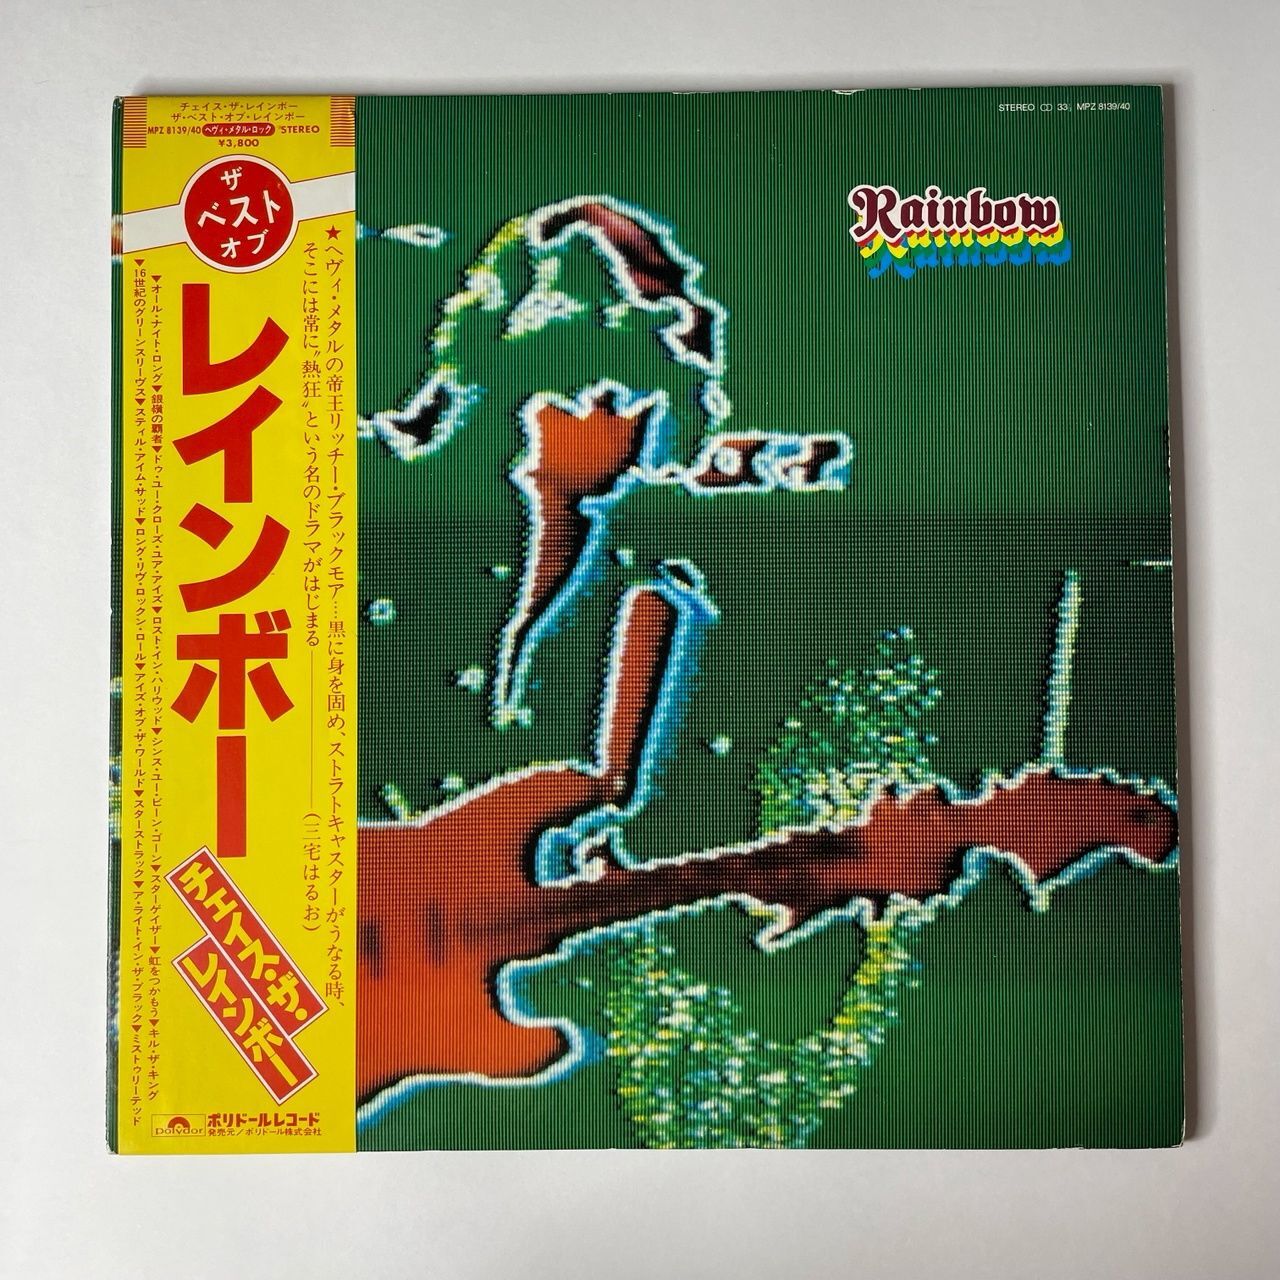 チェイス・ザ・レインボー
ザ・ベスト・オブ・レインボー
MPZ 8139/40 ヘヴィ・メタル・ロック STEREO
¥3,800
ザ
ベスト
オブ
レインボー
★ヘヴィ・メタルの帝王リッチー・ブラックモア……黒に身を固め、ストラトキャスターがうなる時、
そこには常に〝熱狂〟という名のドラマがはじまる————（三宅はるお）
▼オール・ナイト・ロング▼銀嶺の覇者▼ドゥ・ユー・クローズ・ユア・アイズ▼ロスト・イン・ハリウッド▼シンス・ユー・ビーン・ゴーン▼スターゲイザー▼虹をつかもう▼キル・ザ・キング
▼16世紀のグリーンスリーヴス▼スティル・アイム・サッド▼ロング・リヴ・ロックン・ロール▼アイズ・オブ・ザ・ワールド▼スターストラック▼ア・ライト・イン・ザ・ブラック▼ミストゥリーテッド
チェイス・ザ・
レインボー
polydor
ポリドールレコード
発売元／ポリドール株式会社
STEREO 33⅓ MPZ 8139/40
Rainbow